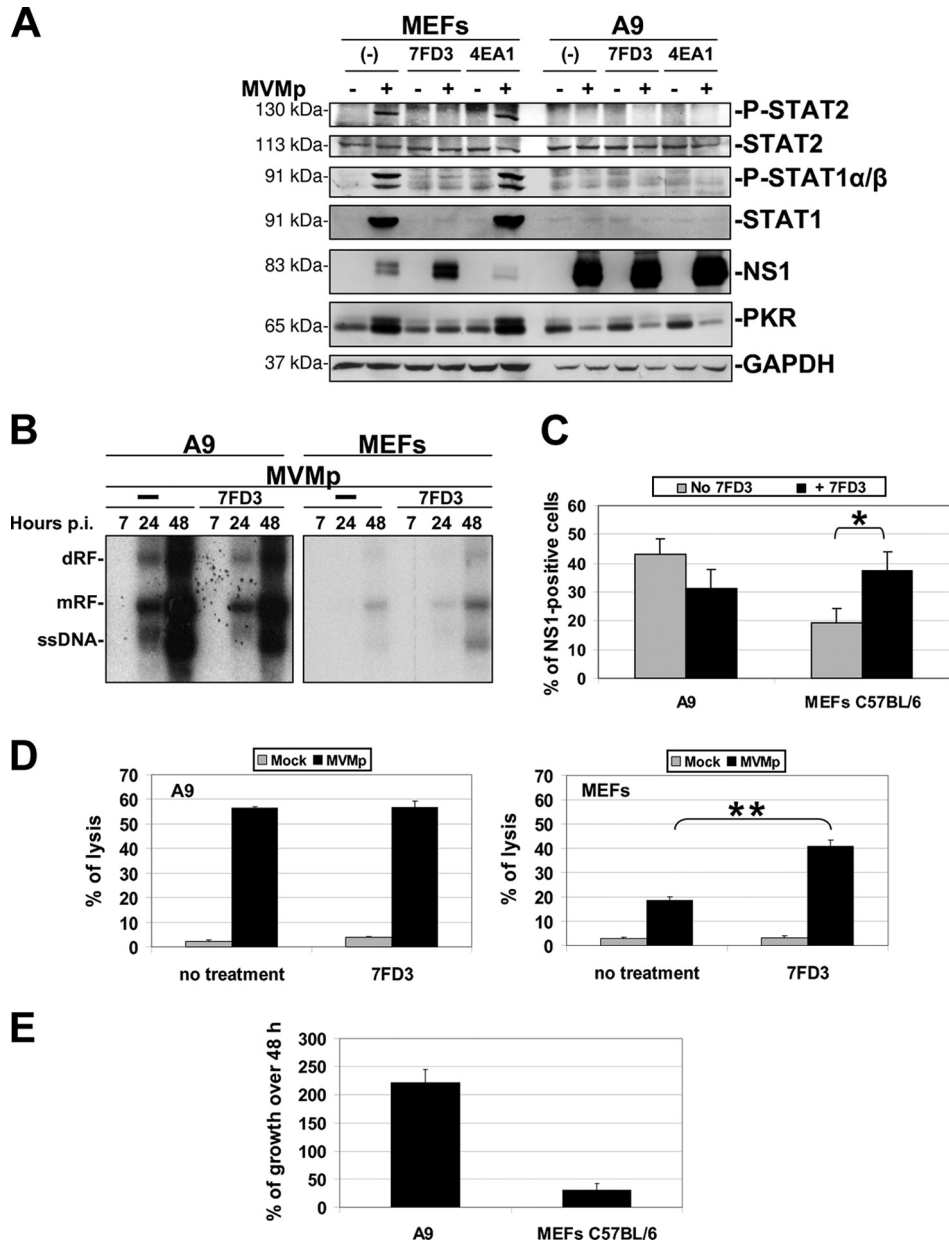 A
MEFs A9
(-) 7FD3 4EA1 (-) 7FD3 4EA1
MVMp - + - + - + - + - + - +
130 kDa- -P-STAT2
113 kDa- -STAT2
91 kDa- -P-STAT1α/β
91 kDa- -STAT1
83 kDa- -NS1
65 kDa- -PKR
37 kDa- -GAPDH
B
A9 MEFs
MVMp
– 7FD3 – 7FD3
Hours p.i. 7 24 48 7 24 48 7 24 48 7 24 48
dRF-
mRF-
ssDNA-
C
No 7FD3 + 7FD3
% of NS1-positive cells
60
50
40
30
20
10
0
*
A9 MEFs C57BL/6
D
Mock MVMp
A9
% of lysis
70
60
50
40
30
20
10
0
no treatment 7FD3
Mock MVMp
MEFs
% of lysis
70
60
50
40
30
20
10
0
**
no treatment 7FD3
E
% of growth over 48 h
300
250
200
150
100
50
0
A9 MEFs C57BL/6